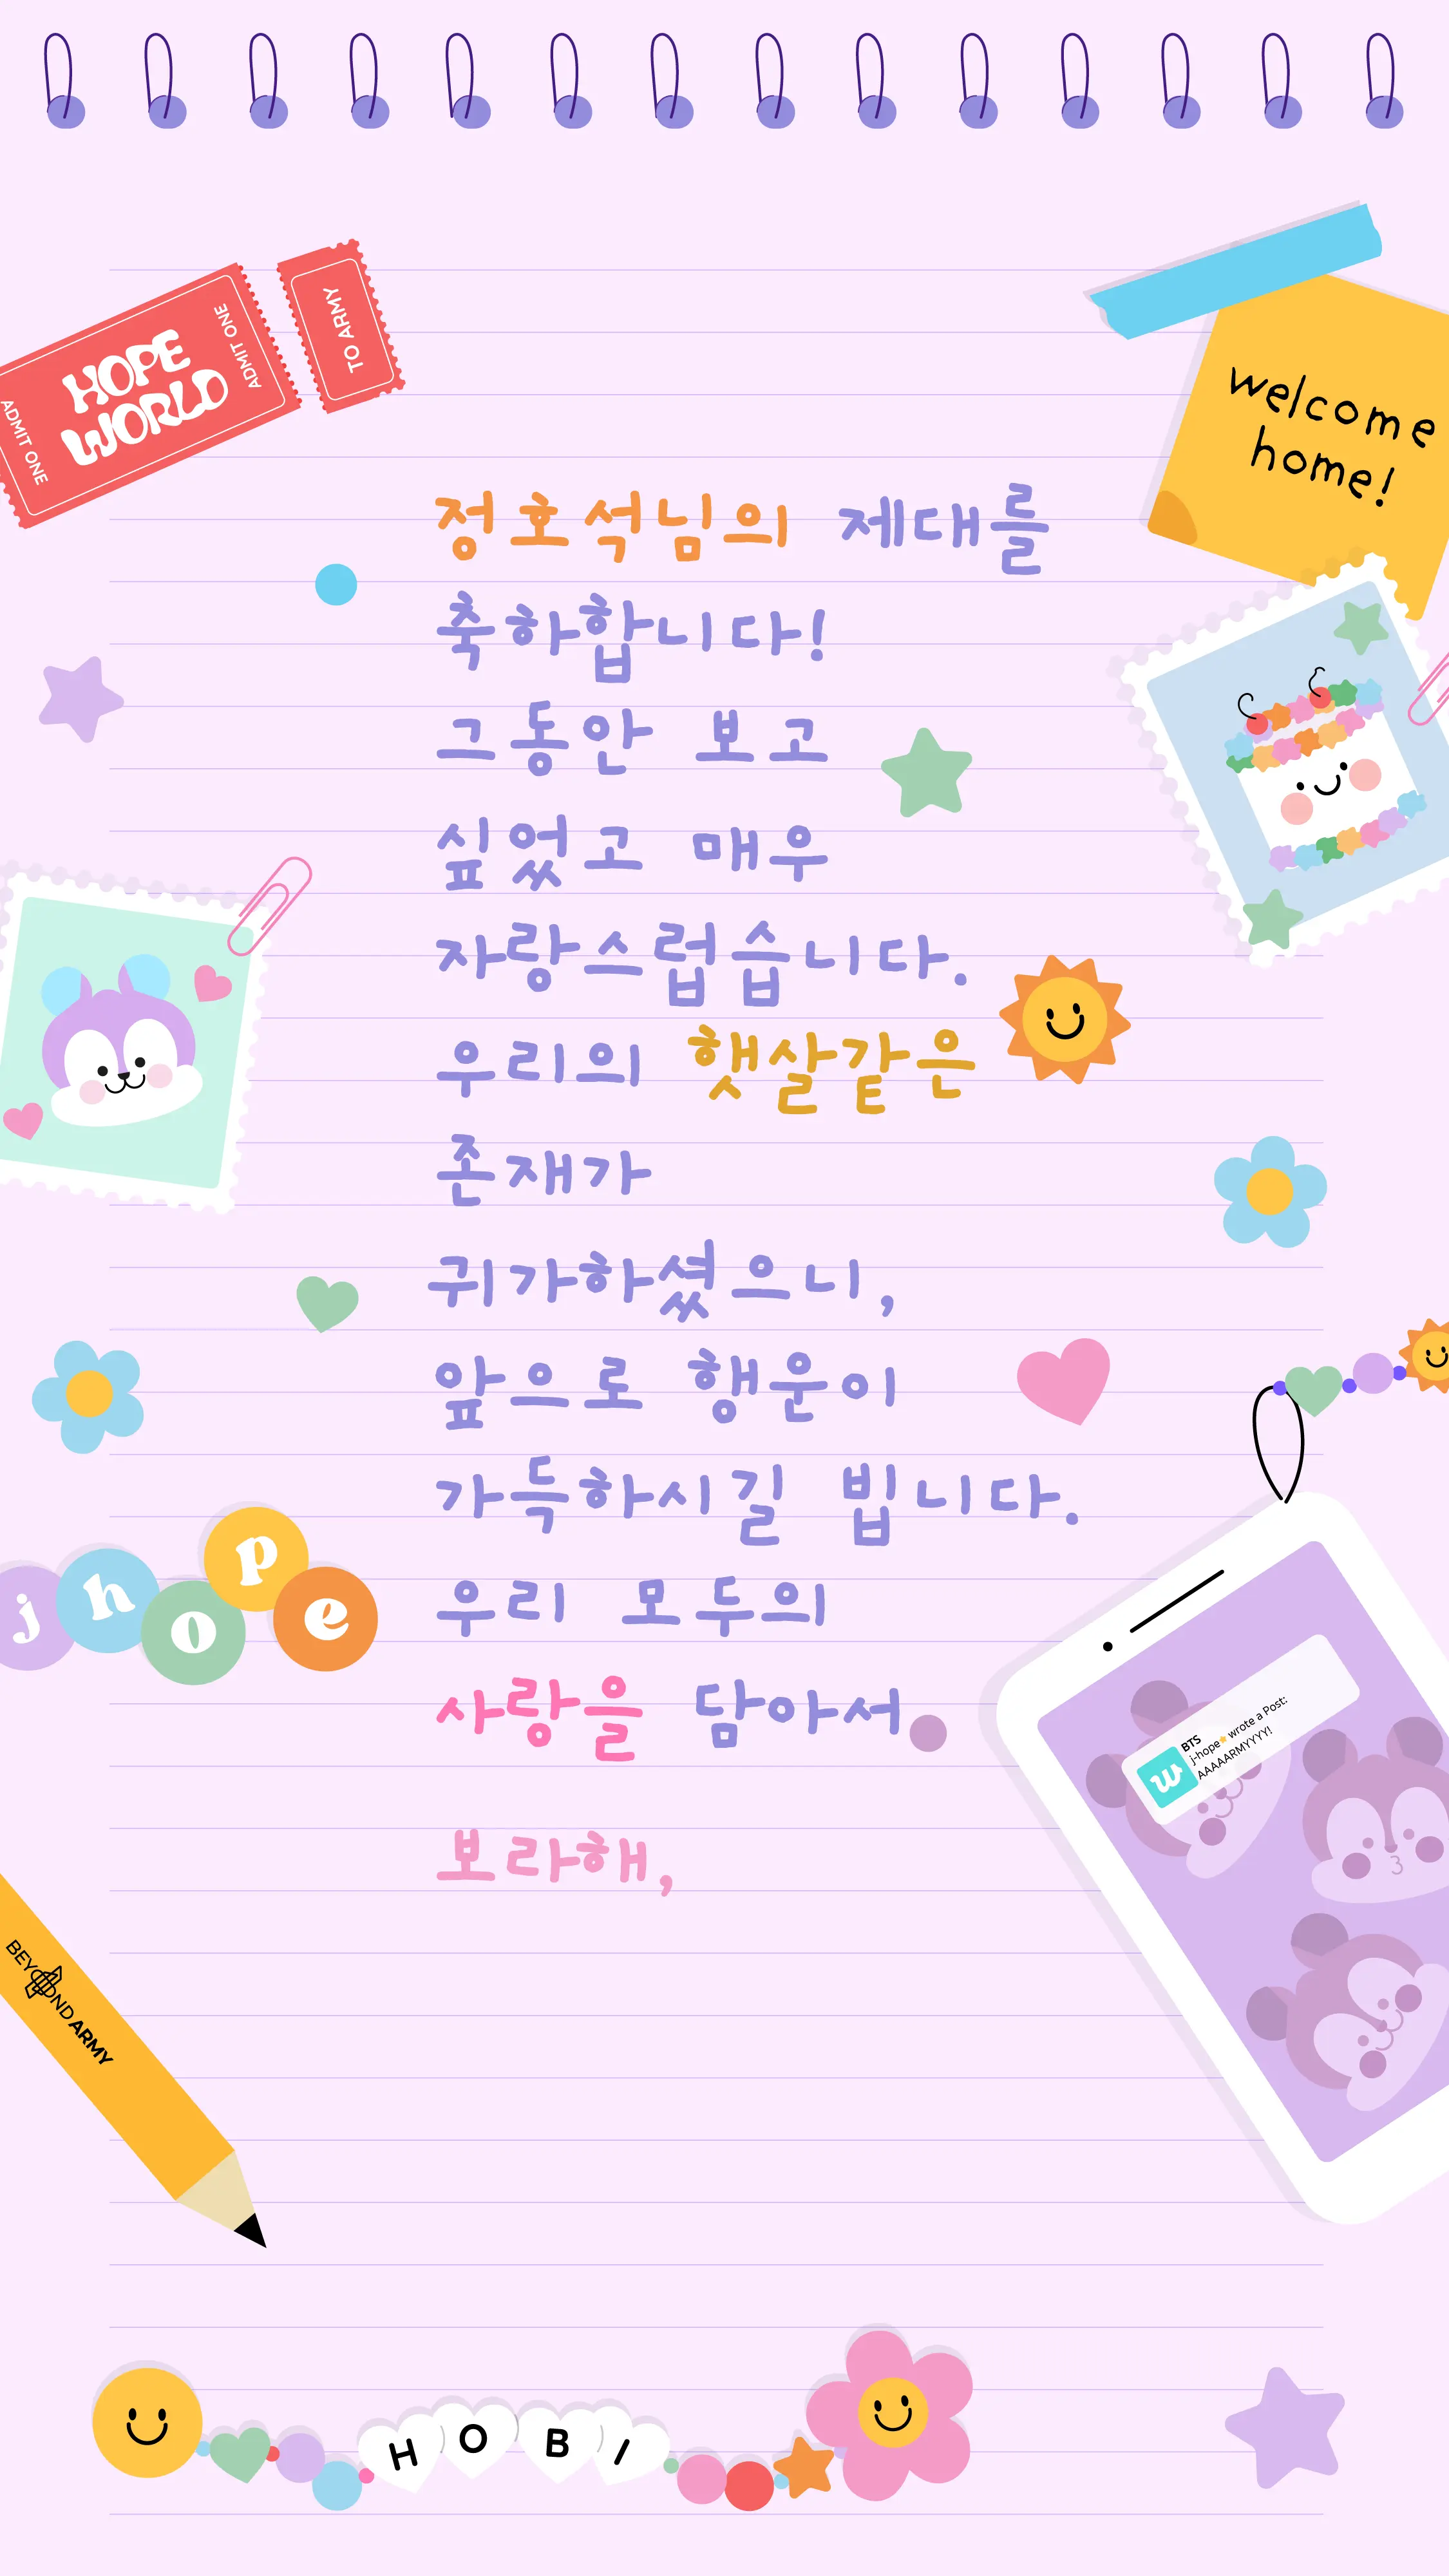 HOPE
WORLD
ADMIT ONE
ADMIT ONE
TO ARMY
welcome
home!
정호석님의 제대를
축하합니다!
그동안 보고
싶었고 매우
자랑스럽습니다.
우리의 햇살같은
존재가
귀가하셨으니,
앞으로 행운이
가득하시길 빕니다.
우리 모두의
사랑을 담아서
보라해,
jhope
BTS
j-hope wrote a Post:
AAAAARMYYYY!
BEYOND ARMY
HOBI